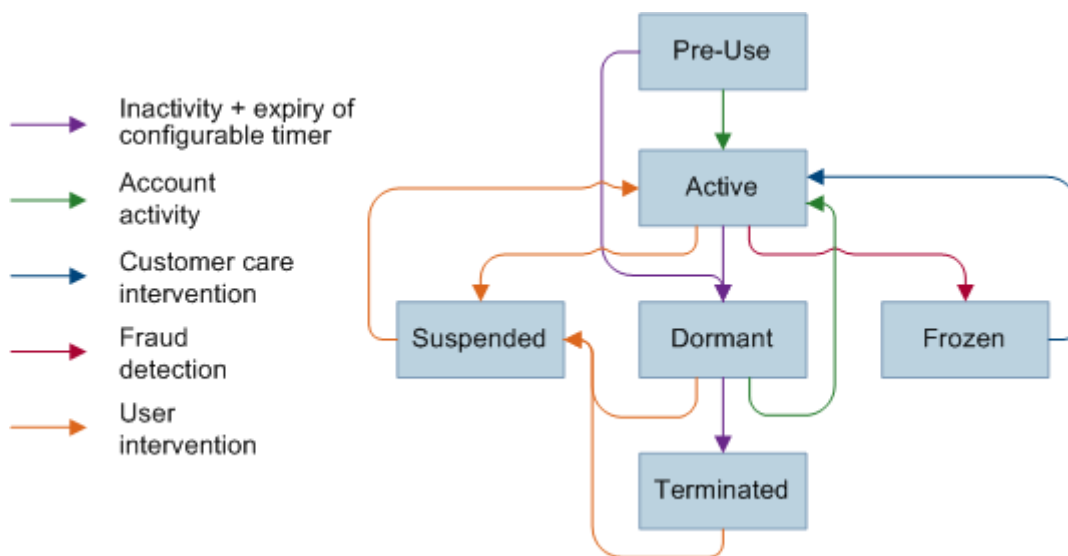 Pre-Use
Inactivity + expiry of
configurable timer
Account
activity
Active
Customer care
intervention
Fraud
detection
Suspended
Dormant
Frozen
User
intervention
Terminated